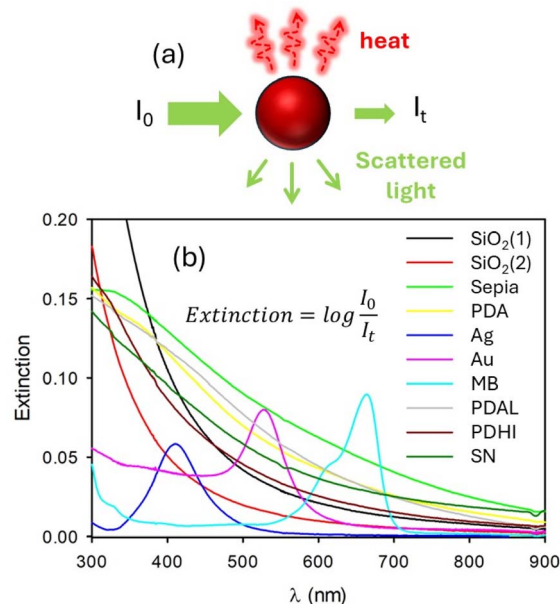 heat
(a)
I₀
Iₜ
Scattered
light
(b)
Extinction = log I₀/Iₜ
SiO₂(1)
SiO₂(2)
Sepia
PDA
Ag
Au
MB
PDAL
PDHI
SN
Extinction
0.20
0.15
0.10
0.05
0.00
300 400 500 600 700 800 900
λ (nm)